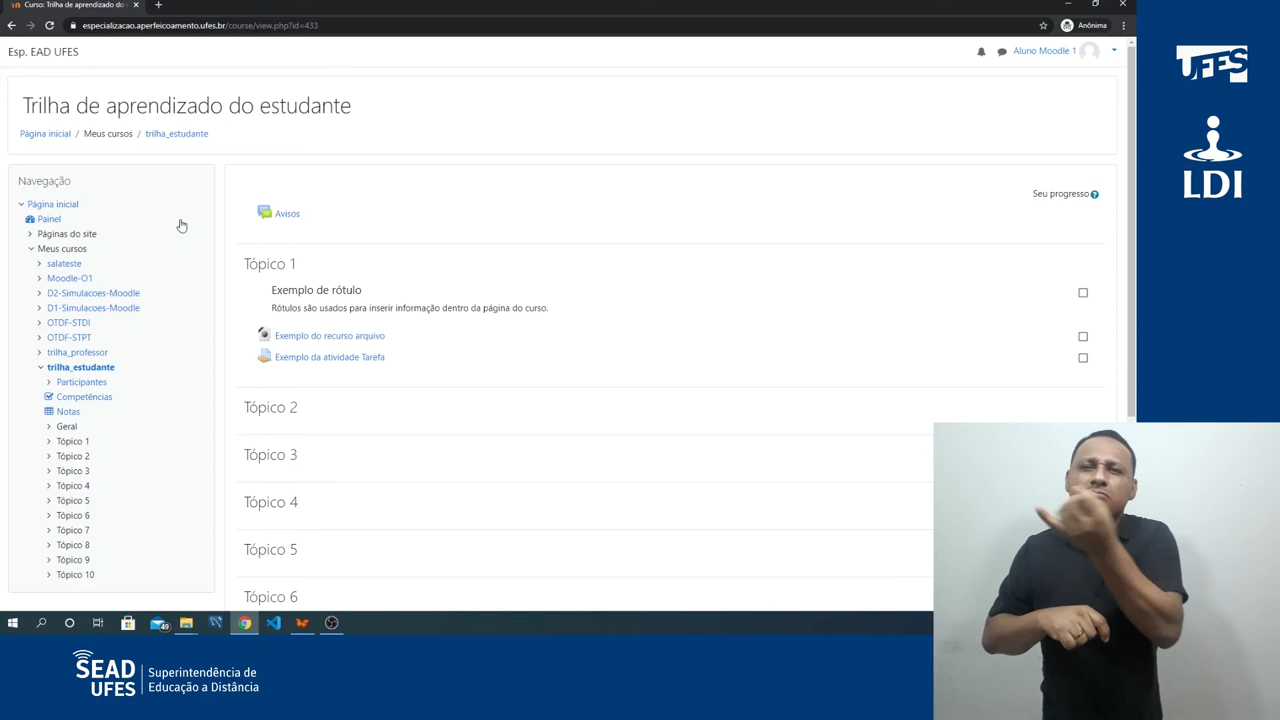 Curso: Trilha de aprendizado do
especializacao.aperfeicoamento.ufes.br/course/view.php?id=433
Anônima
Esp. EAD UFES
Aluno Moodle 1
Trilha de aprendizado do estudante
Página inicial / Meus cursos / trilha_estudante
Navegação
Página inicial
Painel
Páginas do site
Meus cursos
salateste
Moodle-O1
D2-Simulacoes-Moodle
D1-Simulacoes-Moodle
OTDF-STDI
OTDF-STPT
trilha_professor
trilha_estudante
Participantes
Competências
Notas
Geral
Tópico 1
Tópico 2
Tópico 3
Tópico 4
Tópico 5
Tópico 6
Tópico 7
Tópico 8
Tópico 9
Tópico 10
Seu progresso
Avisos
Tópico 1
Exemplo de rótulo
Rótulos são usados para inserir informação dentro da página do curso.
Exemplo do recurso arquivo
Exemplo da atividade Tarefa
Tópico 2
Tópico 3
Tópico 4
Tópico 5
Tópico 6
49
UFES
LDI
SEAD
UFES
Superintendência de
Educação a Distância